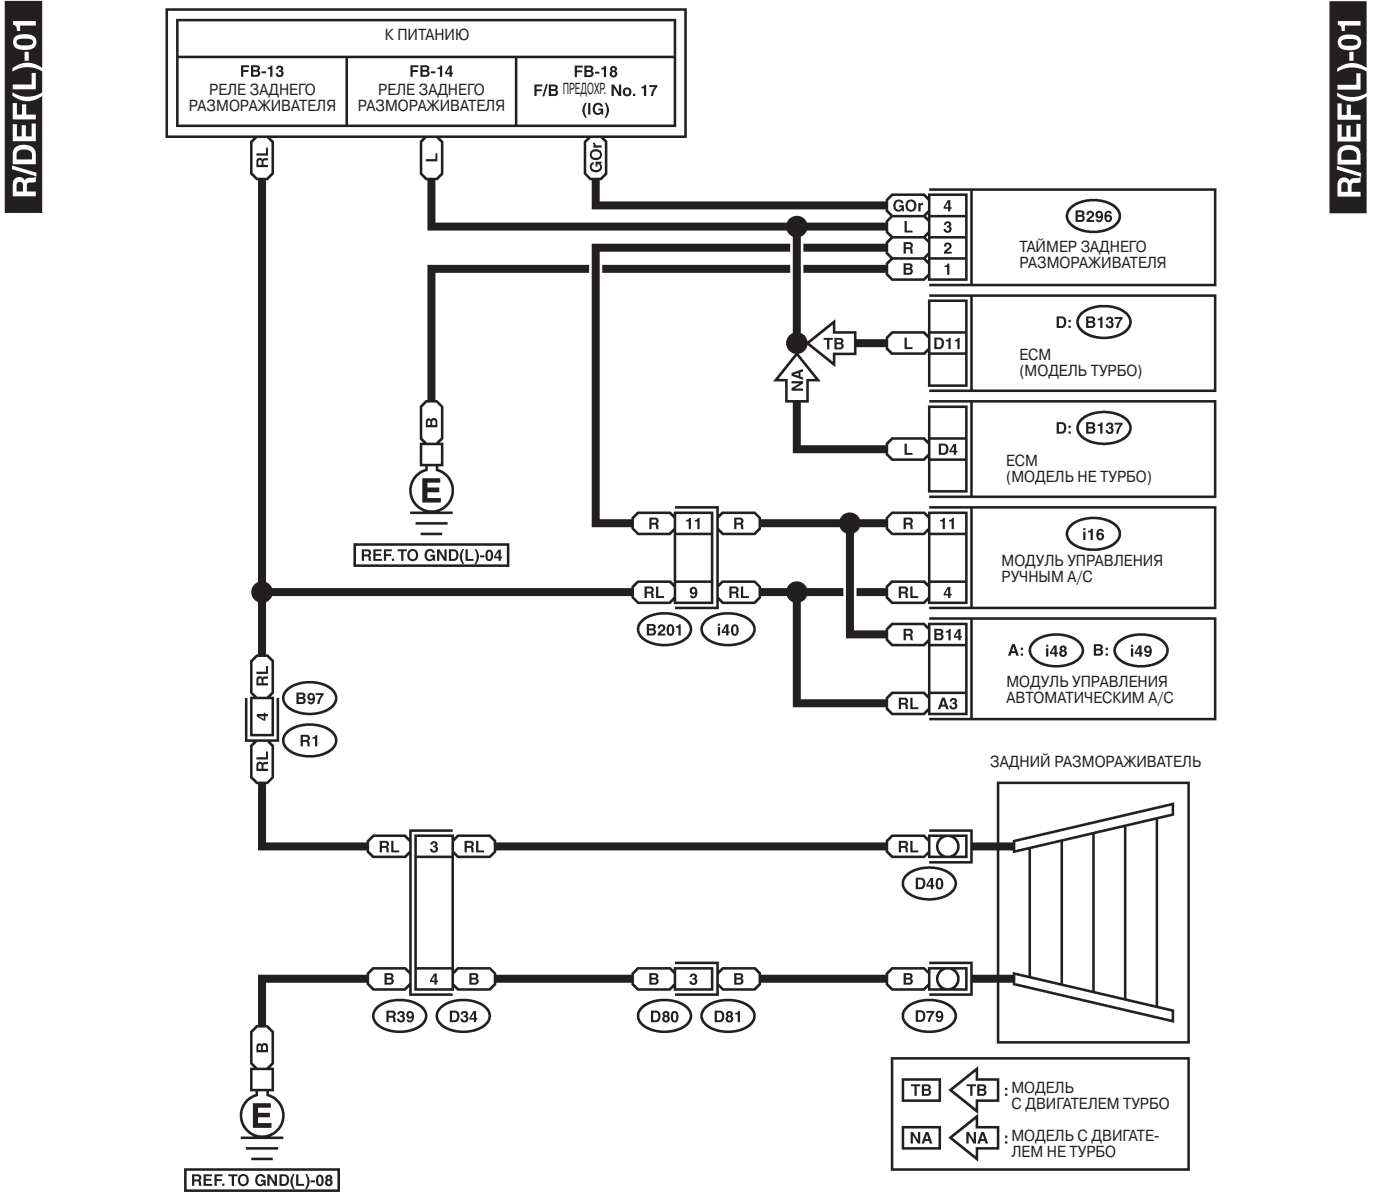 R/DEF(L)-01
R/DEF(L)-01
К ПИТАНИЮ
FB-13
РЕЛЕ ЗАДНЕГО
РАЗМОРАЖИВАТЕЛЯ
FB-14
РЕЛЕ ЗАДНЕГО
РАЗМОРАЖИВАТЕЛЯ
FB-18
F/B ПРЕДОХР. No. 17
(IG)
RL
L
GOr
GOr 4
L 3
R 2
B 1
B296
ТАЙМЕР ЗАДНЕГО
РАЗМОРАЖИВАТЕЛЯ
TB
L D11
D: B137
ECM
(МОДЕЛЬ ТУРБО)
NA
L D4
D: B137
ECM
(МОДЕЛЬ НЕ ТУРБО)
B
E
REF. TO GND(L)-04
R 11 R
R 11
i16
МОДУЛЬ УПРАВЛЕНИЯ
РУЧНЫМ A/C
RL 9 RL
RL 4
B201
i40
R B14
RL A3
A: i48 B: i49
МОДУЛЬ УПРАВЛЕНИЯ
АВТОМАТИЧЕСКИМ A/C
RL
4
RL
B97
R1
ЗАДНИЙ РАЗМОРАЖИВАТЕЛЬ
RL 3 RL
RL
D40
B 4 B
B 3 B
B
R39
D34
D80
D81
D79
B
E
REF. TO GND(L)-08
TB TB : МОДЕЛЬ
С ДВИГАТЕЛЕМ ТУРБО
NA NA : МОДЕЛЬ С ДВИГАТЕ-
ЛЕМ НЕ ТУРБО